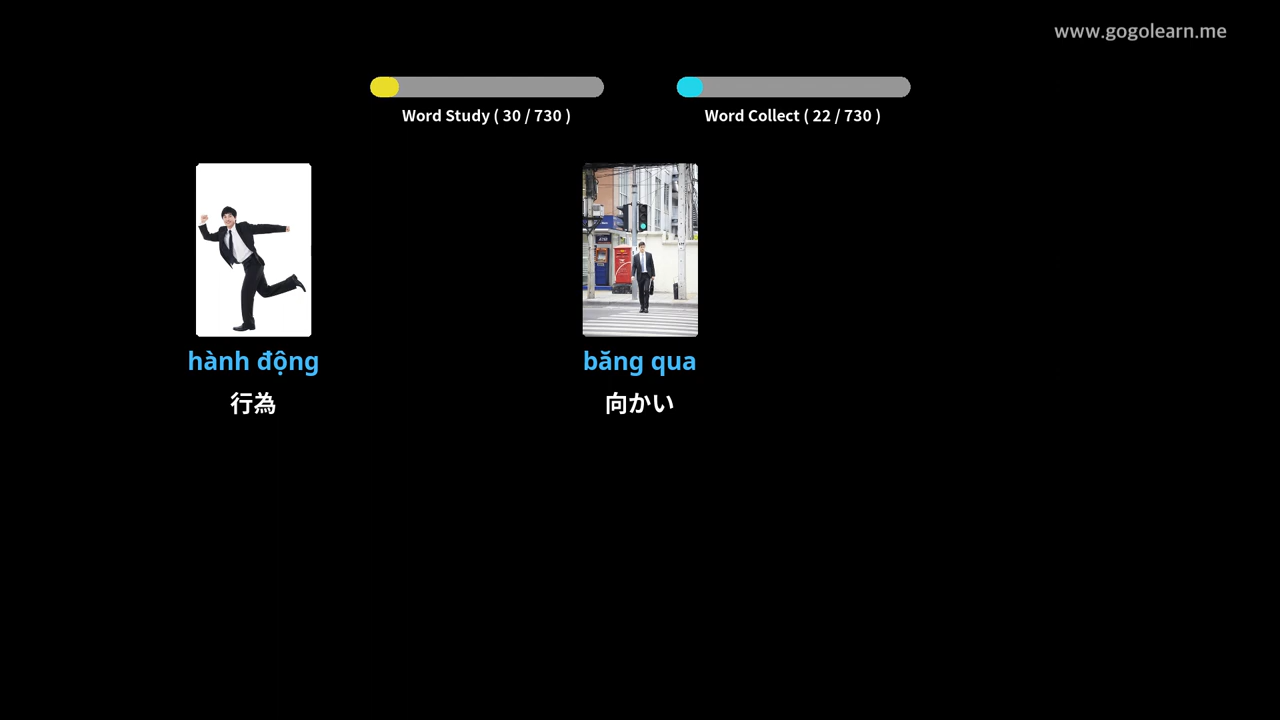 www.gogolearn.me
Word Study ( 30 / 730 )
Word Collect ( 22 / 730 )
hành động
băng qua
行為
向かい